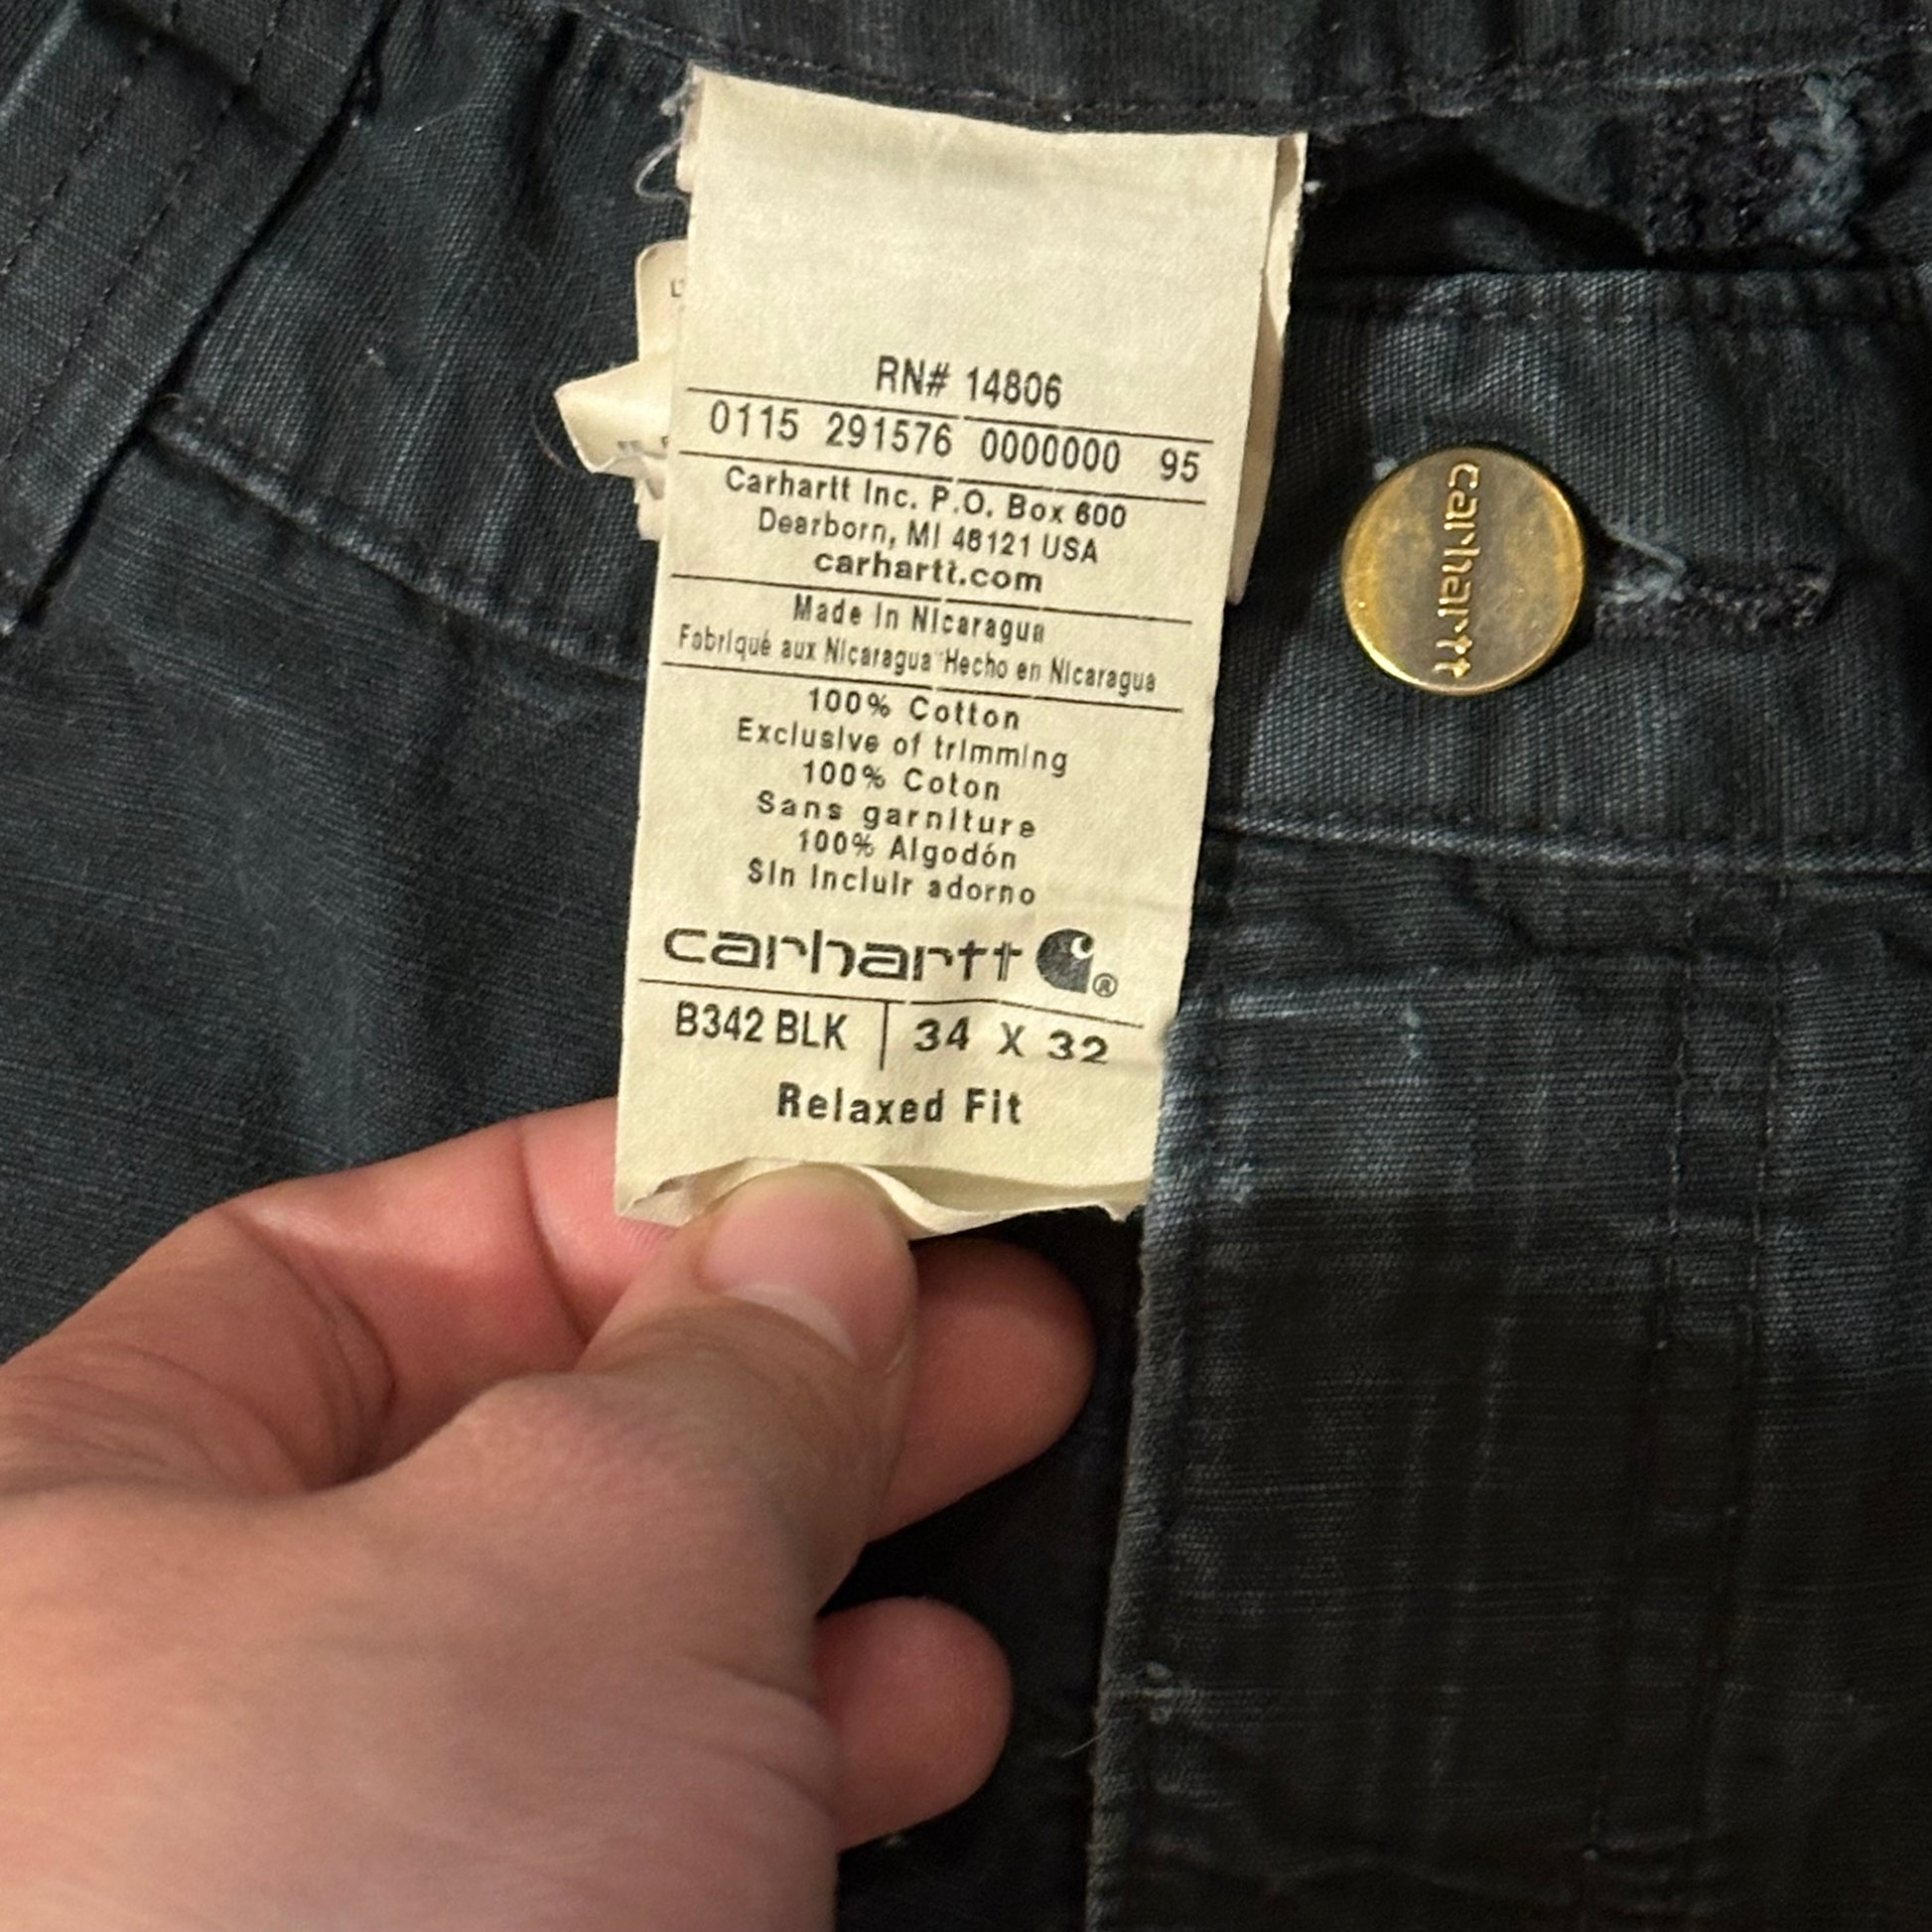 RN# 14806
0115 291576 0000000 95
Carhartt Inc. P.O. Box 600
Dearborn, MI 48121 USA
carhartt.com
Made in Nicaragua
Fabriqué aux Nicaragua Hecho en Nicaragua
100% Cotton
Exclusive of trimming
100% Coton
Sans garniture
100% Algodón
Sin incluir adorno
carhartt ®
B342 BLK 34 X 32
Relaxed Fit
carhartt